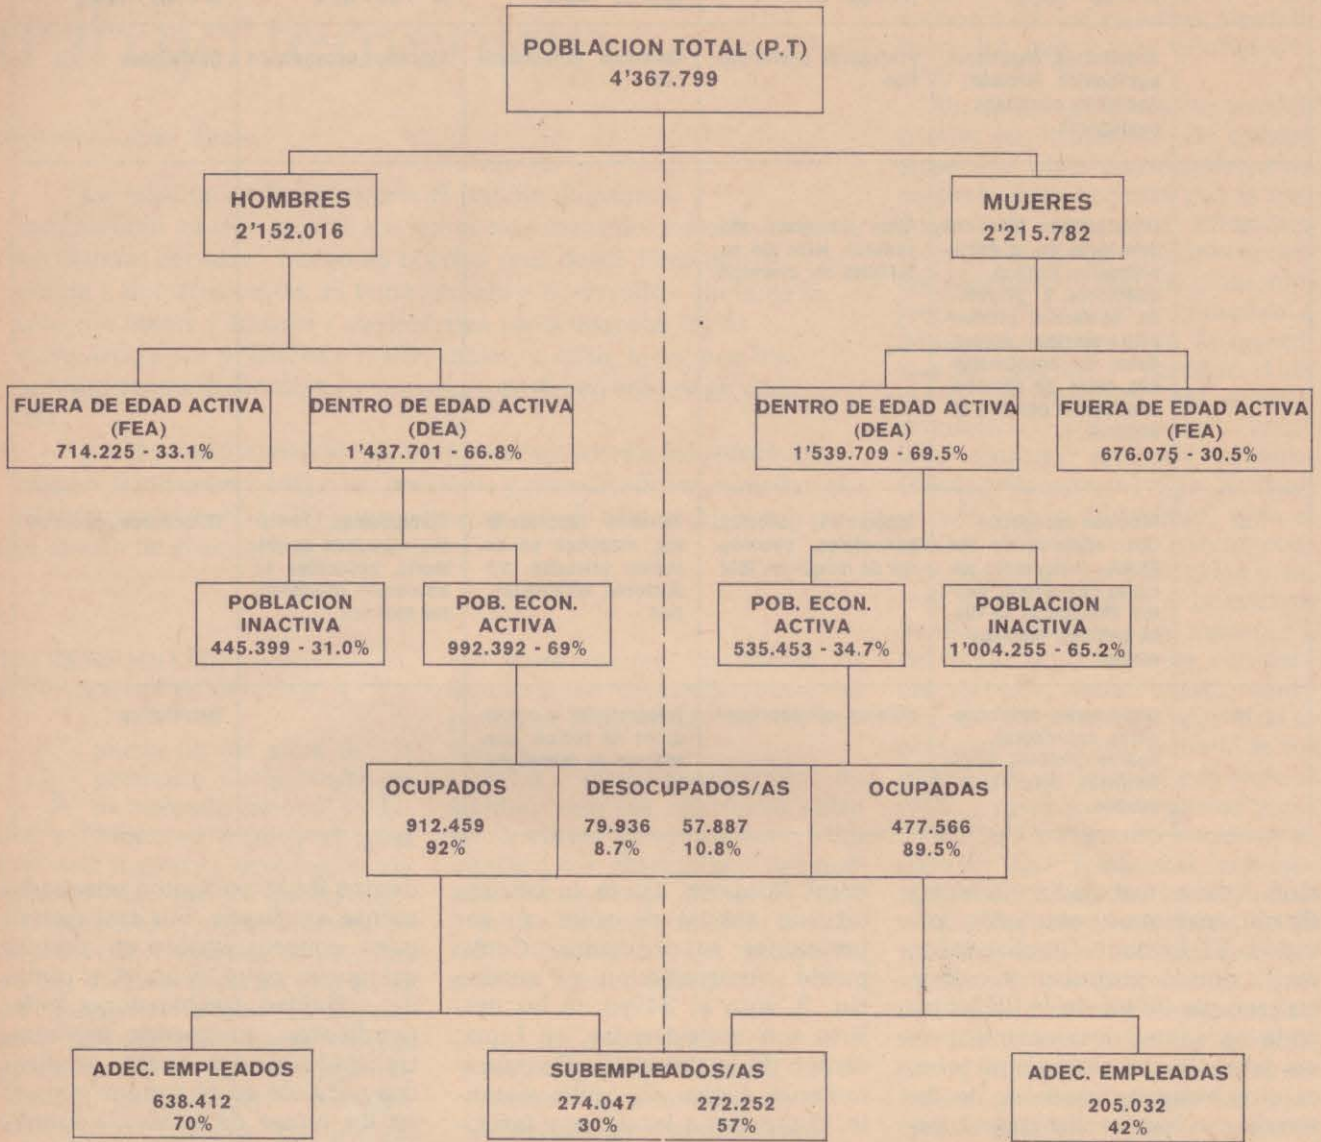 POBLACION TOTAL (P.T)
4'367.799
HOMBRES
2'152.016
MUJERES
2'215.782
FUERA DE EDAD ACTIVA
(FEA)
714.225 - 33.1%
DENTRO DE EDAD ACTIVA
(DEA)
1'437.701 - 66.8%
DENTRO DE EDAD ACTIVA
(DEA)
1'539.709 - 69.5%
FUERA DE EDAD ACTIVA
(FEA)
676.075 - 30.5%
POBLACION
INACTIVA
445.399 - 31.0%
POB. ECON.
ACTIVA
992.392 - 69%
POB. ECON.
ACTIVA
535.453 - 34.7%
POBLACION
INACTIVA
1'004.255 - 65.2%
OCUPADOS
912.459
92%
DESOCUPADOS/AS
79.936 57.887
8.7% 10.8%
OCUPADAS
477.566
89.5%
ADEC. EMPLEADOS
638.412
70%
SUBEMPLEADOS/AS
274.047 272.252
30% 57%
ADEC. EMPLEADAS
205.032
42%